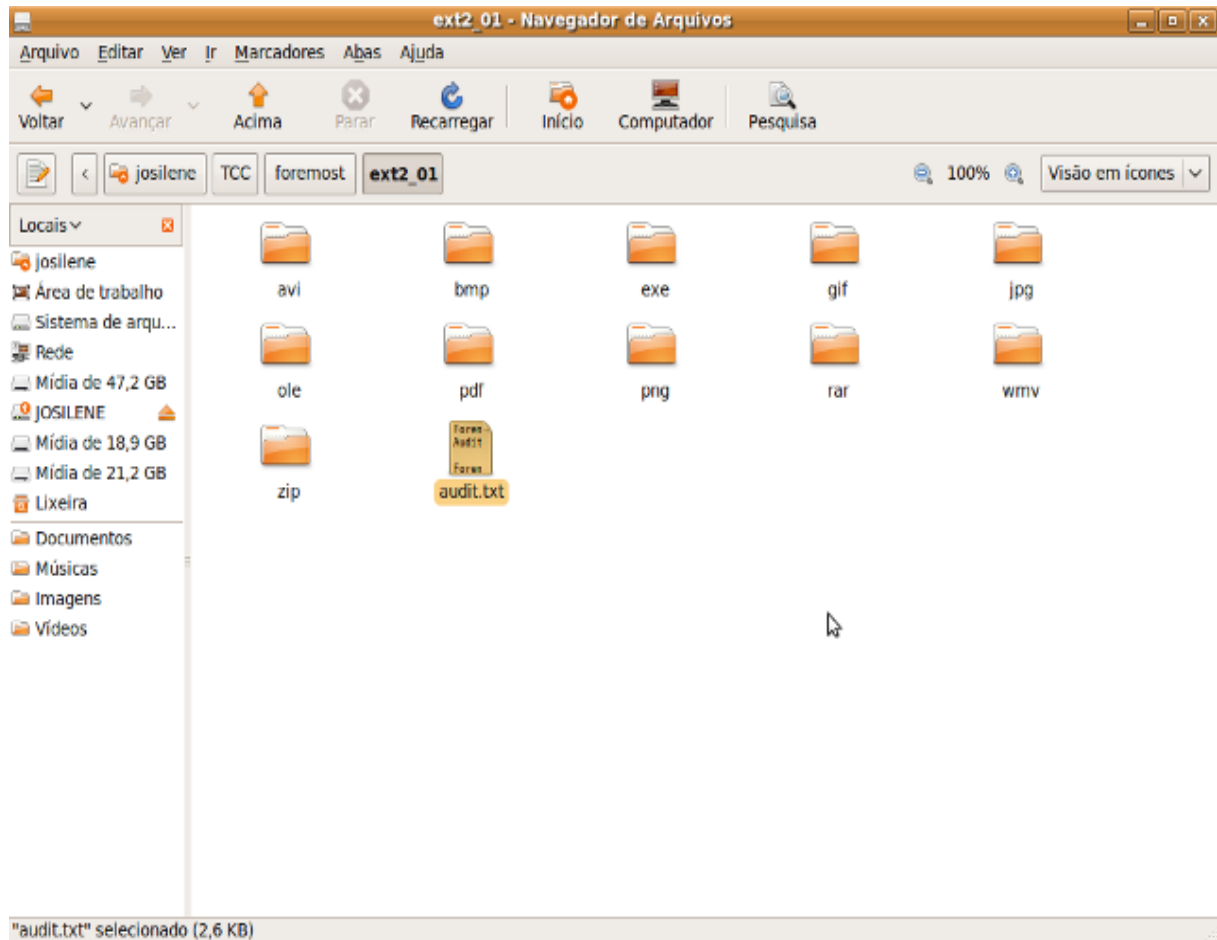 ext2_01 - Navegador de Arquivos
Arquivo Editar Ver Ir Marcadores Abas Ajuda
Voltar Avançar Acima Parar Recarregar Início Computador Pesquisa
josilene TCC foremost ext2_01 100% Visão em ícones
Locais
josilene
Área de trabalho
Sistema de arqu...
Rede
Mídia de 47,2 GB
JOSILENE
Mídia de 18,9 GB
Mídia de 21,2 GB
Lixeira
Documentos
Músicas
Imagens
Vídeos
avi bmp exe gif jpg
ole pdf png rar wmv
Forem-
Audit
Forem
zip audit.txt
"audit.txt" selecionado (2,6 KB)